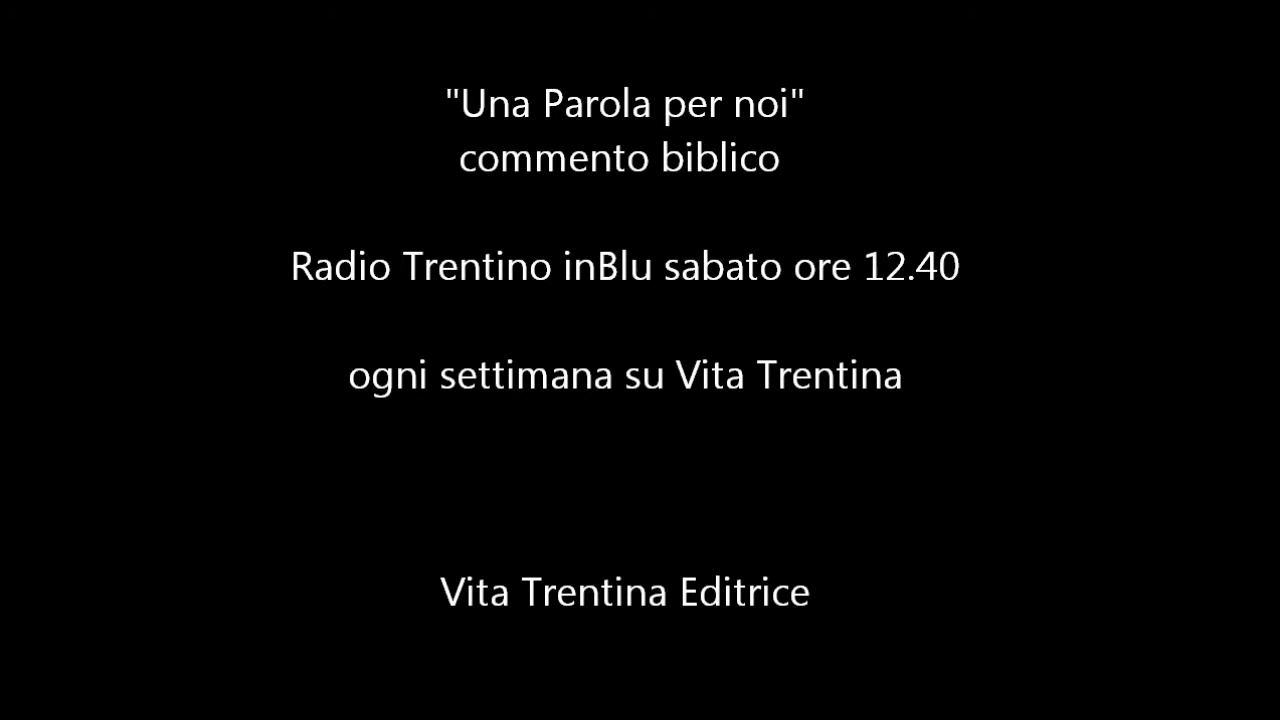 "Una Parola per noi"
commento biblico
Radio Trentino inBlu sabato ore 12.40
ogni settimana su Vita Trentina
Vita Trentina Editrice